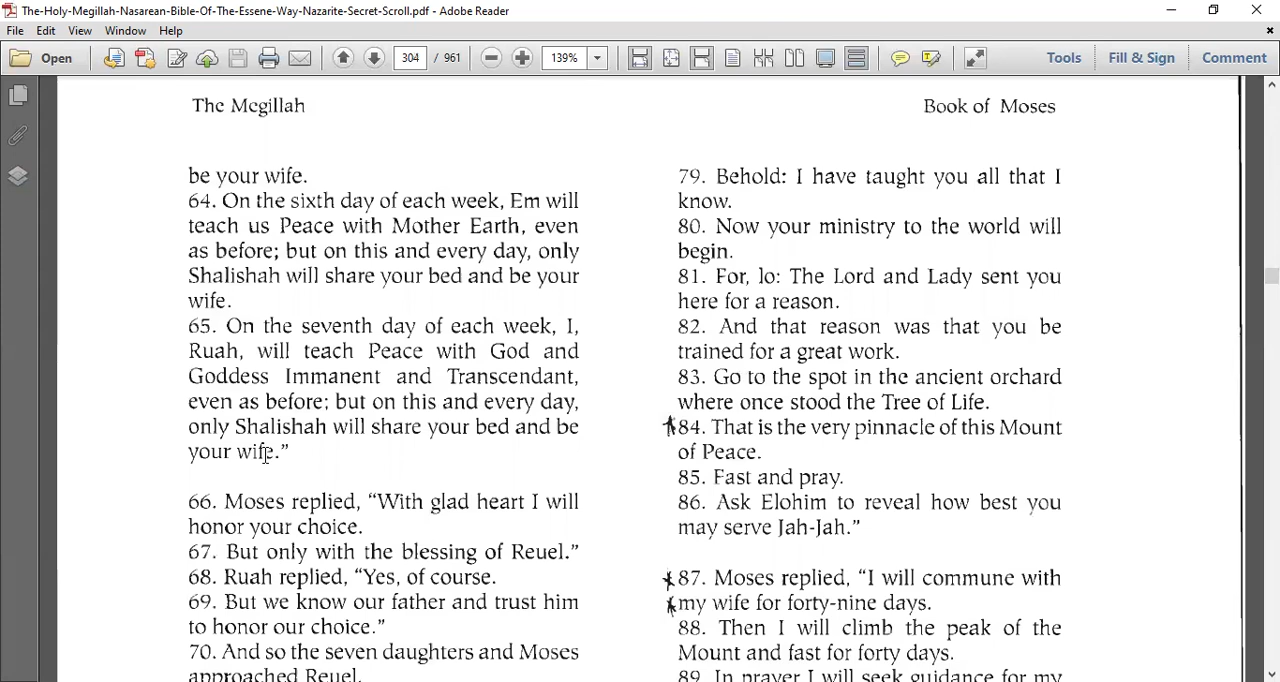 The-Holy-Megillah-Nasarean-Bible-Of-The-Essene-Way-Nazarite-Secret-Scroll.pdf - Adobe Reader
File Edit View Window Help
Open 304 / 961 139% Tools Fill & Sign Comment
The Megillah
Book of Moses
be your wife.
64. On the sixth day of each week, Em will
teach us Peace with Mother Earth, even
as before; but on this and every day, only
Shalishah will share your bed and be your
wife.
65. On the seventh day of each week, I,
Ruah, will teach Peace with God and
Goddess Immanent and Transcendant,
even as before; but on this and every day,
only Shalishah will share your bed and be
your wife."
66. Moses replied, "With glad heart I will
honor your choice.
67. But only with the blessing of Reuel."
68. Ruah replied, "Yes, of course.
69. But we know our father and trust him
to honor our choice."
70. And so the seven daughters and Moses
approached Reuel.
79. Behold: I have taught you all that I
know.
80. Now your ministry to the world will
begin.
81. For, lo: The Lord and Lady sent you
here for a reason.
82. And that reason was that you be
trained for a great work.
83. Go to the spot in the ancient orchard
where once stood the Tree of Life.
84. That is the very pinnacle of this Mount
of Peace.
85. Fast and pray.
86. Ask Elohim to reveal how best you
may serve Jah-Jah."
87. Moses replied, "I will commune with
my wife for forty-nine days.
88. Then I will climb the peak of the
Mount and fast for forty days.
89. In prayer I will seek guidance for my